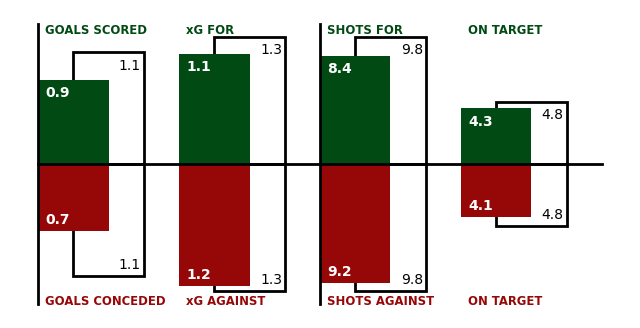 GOALS SCORED xG FOR SHOTS FOR ON TARGET
1.1 1.3 9.8
0.9 1.1 8.4
4.3 4.8
0.7 4.1 4.8
1.1 1.2 1.3 9.2 9.8
GOALS CONCEDED xG AGAINST SHOTS AGAINST ON TARGET